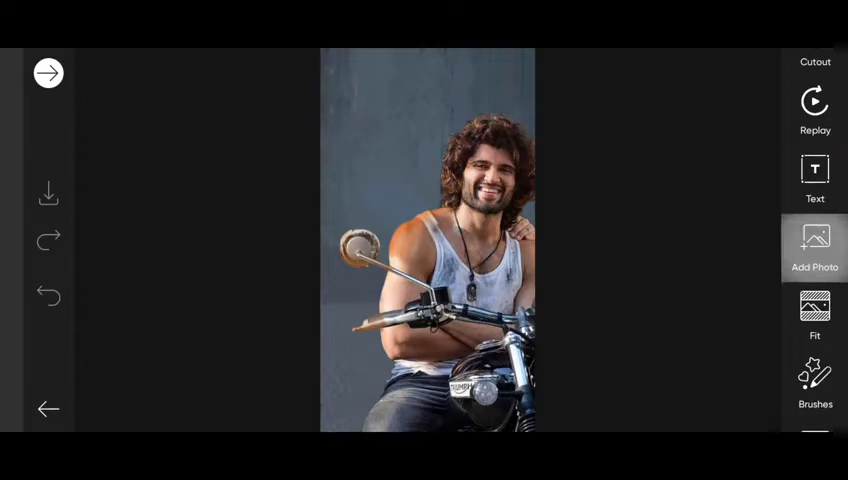 Cutout
Replay
T
Text
Add Photo
Fit
Brushes
TRIUMPH